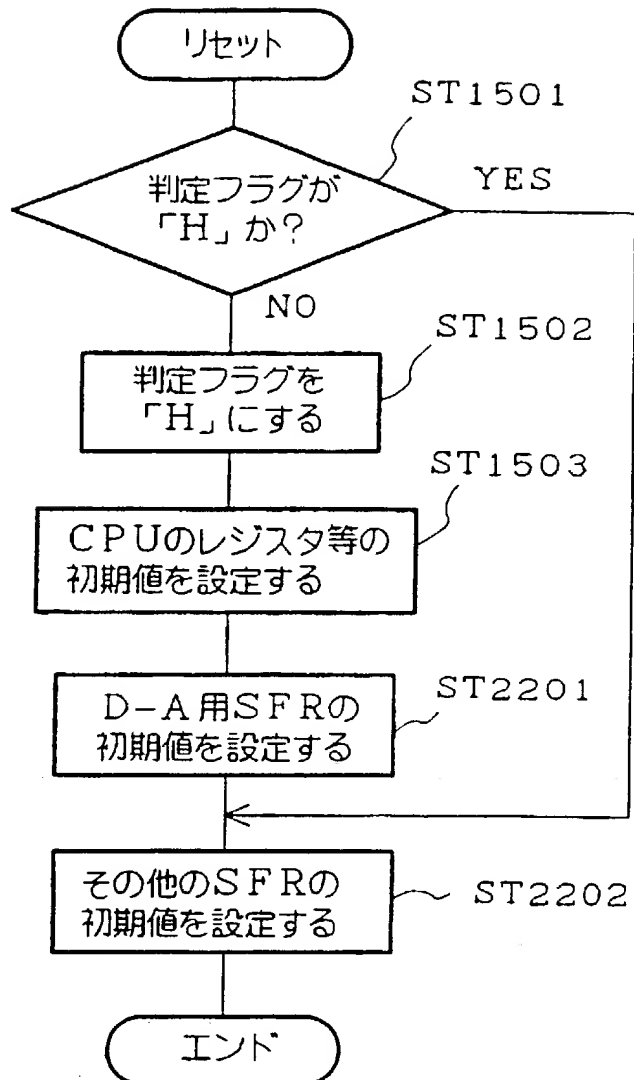 リセット
ST1501
判定フラグが
「H」か?
YES
NO
ST1502
判定フラグを
「H」にする
ST1503
CPUのレジスタ等の
初期値を設定する
ST2201
D-A用SFRの
初期値を設定する
その他のSFRの
初期値を設定する
ST2202
エンド